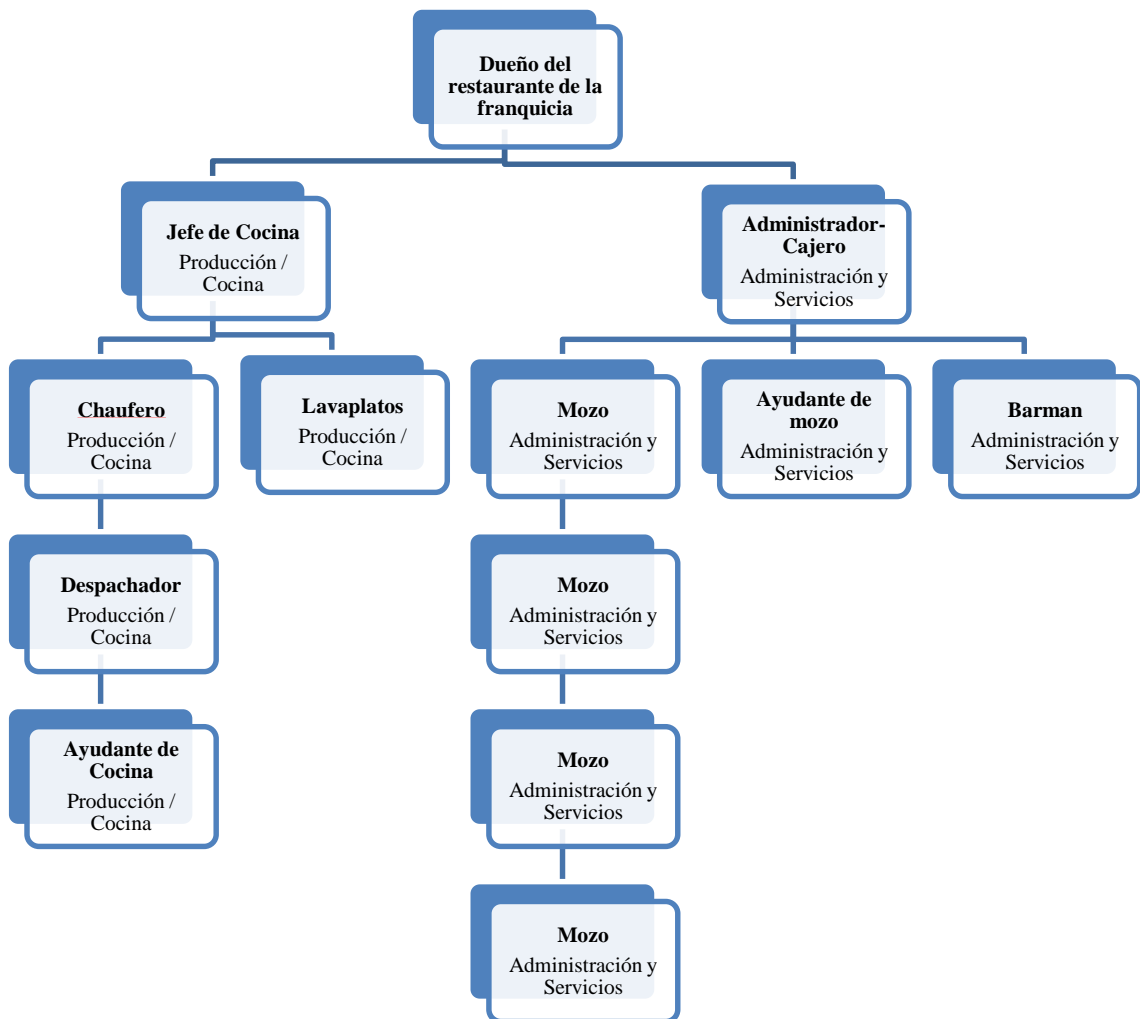 Dueño del
restaurante de la
franquicia
Jefe de Cocina
Producción /
Cocina
Administrador-
Cajero
Administración y
Servicios
Chaufero
Producción /
Cocina
Lavaplatos
Producción /
Cocina
Mozo
Administración y
Servicios
Ayudante de
mozo
Administración y
Servicios
Barman
Administración y
Servicios
Despachador
Producción /
Cocina
Mozo
Administración y
Servicios
Ayudante de
Cocina
Producción /
Cocina
Mozo
Administración y
Servicios
Mozo
Administración y
Servicios